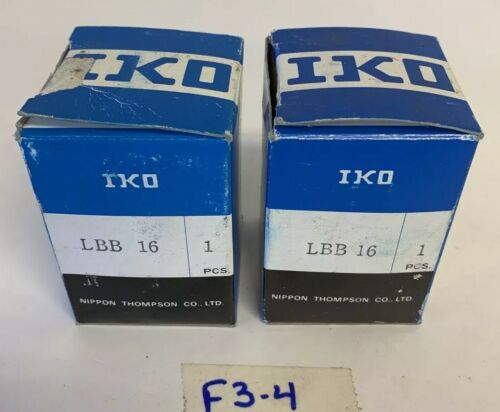 IKO
IKO
LBB 16 1
PCS.
NIPPON THOMPSON CO., LTD.
IKO
IKO
LBB 16 1
PCS.
NIPPON THOMPSON CO., LTD.
F3-4